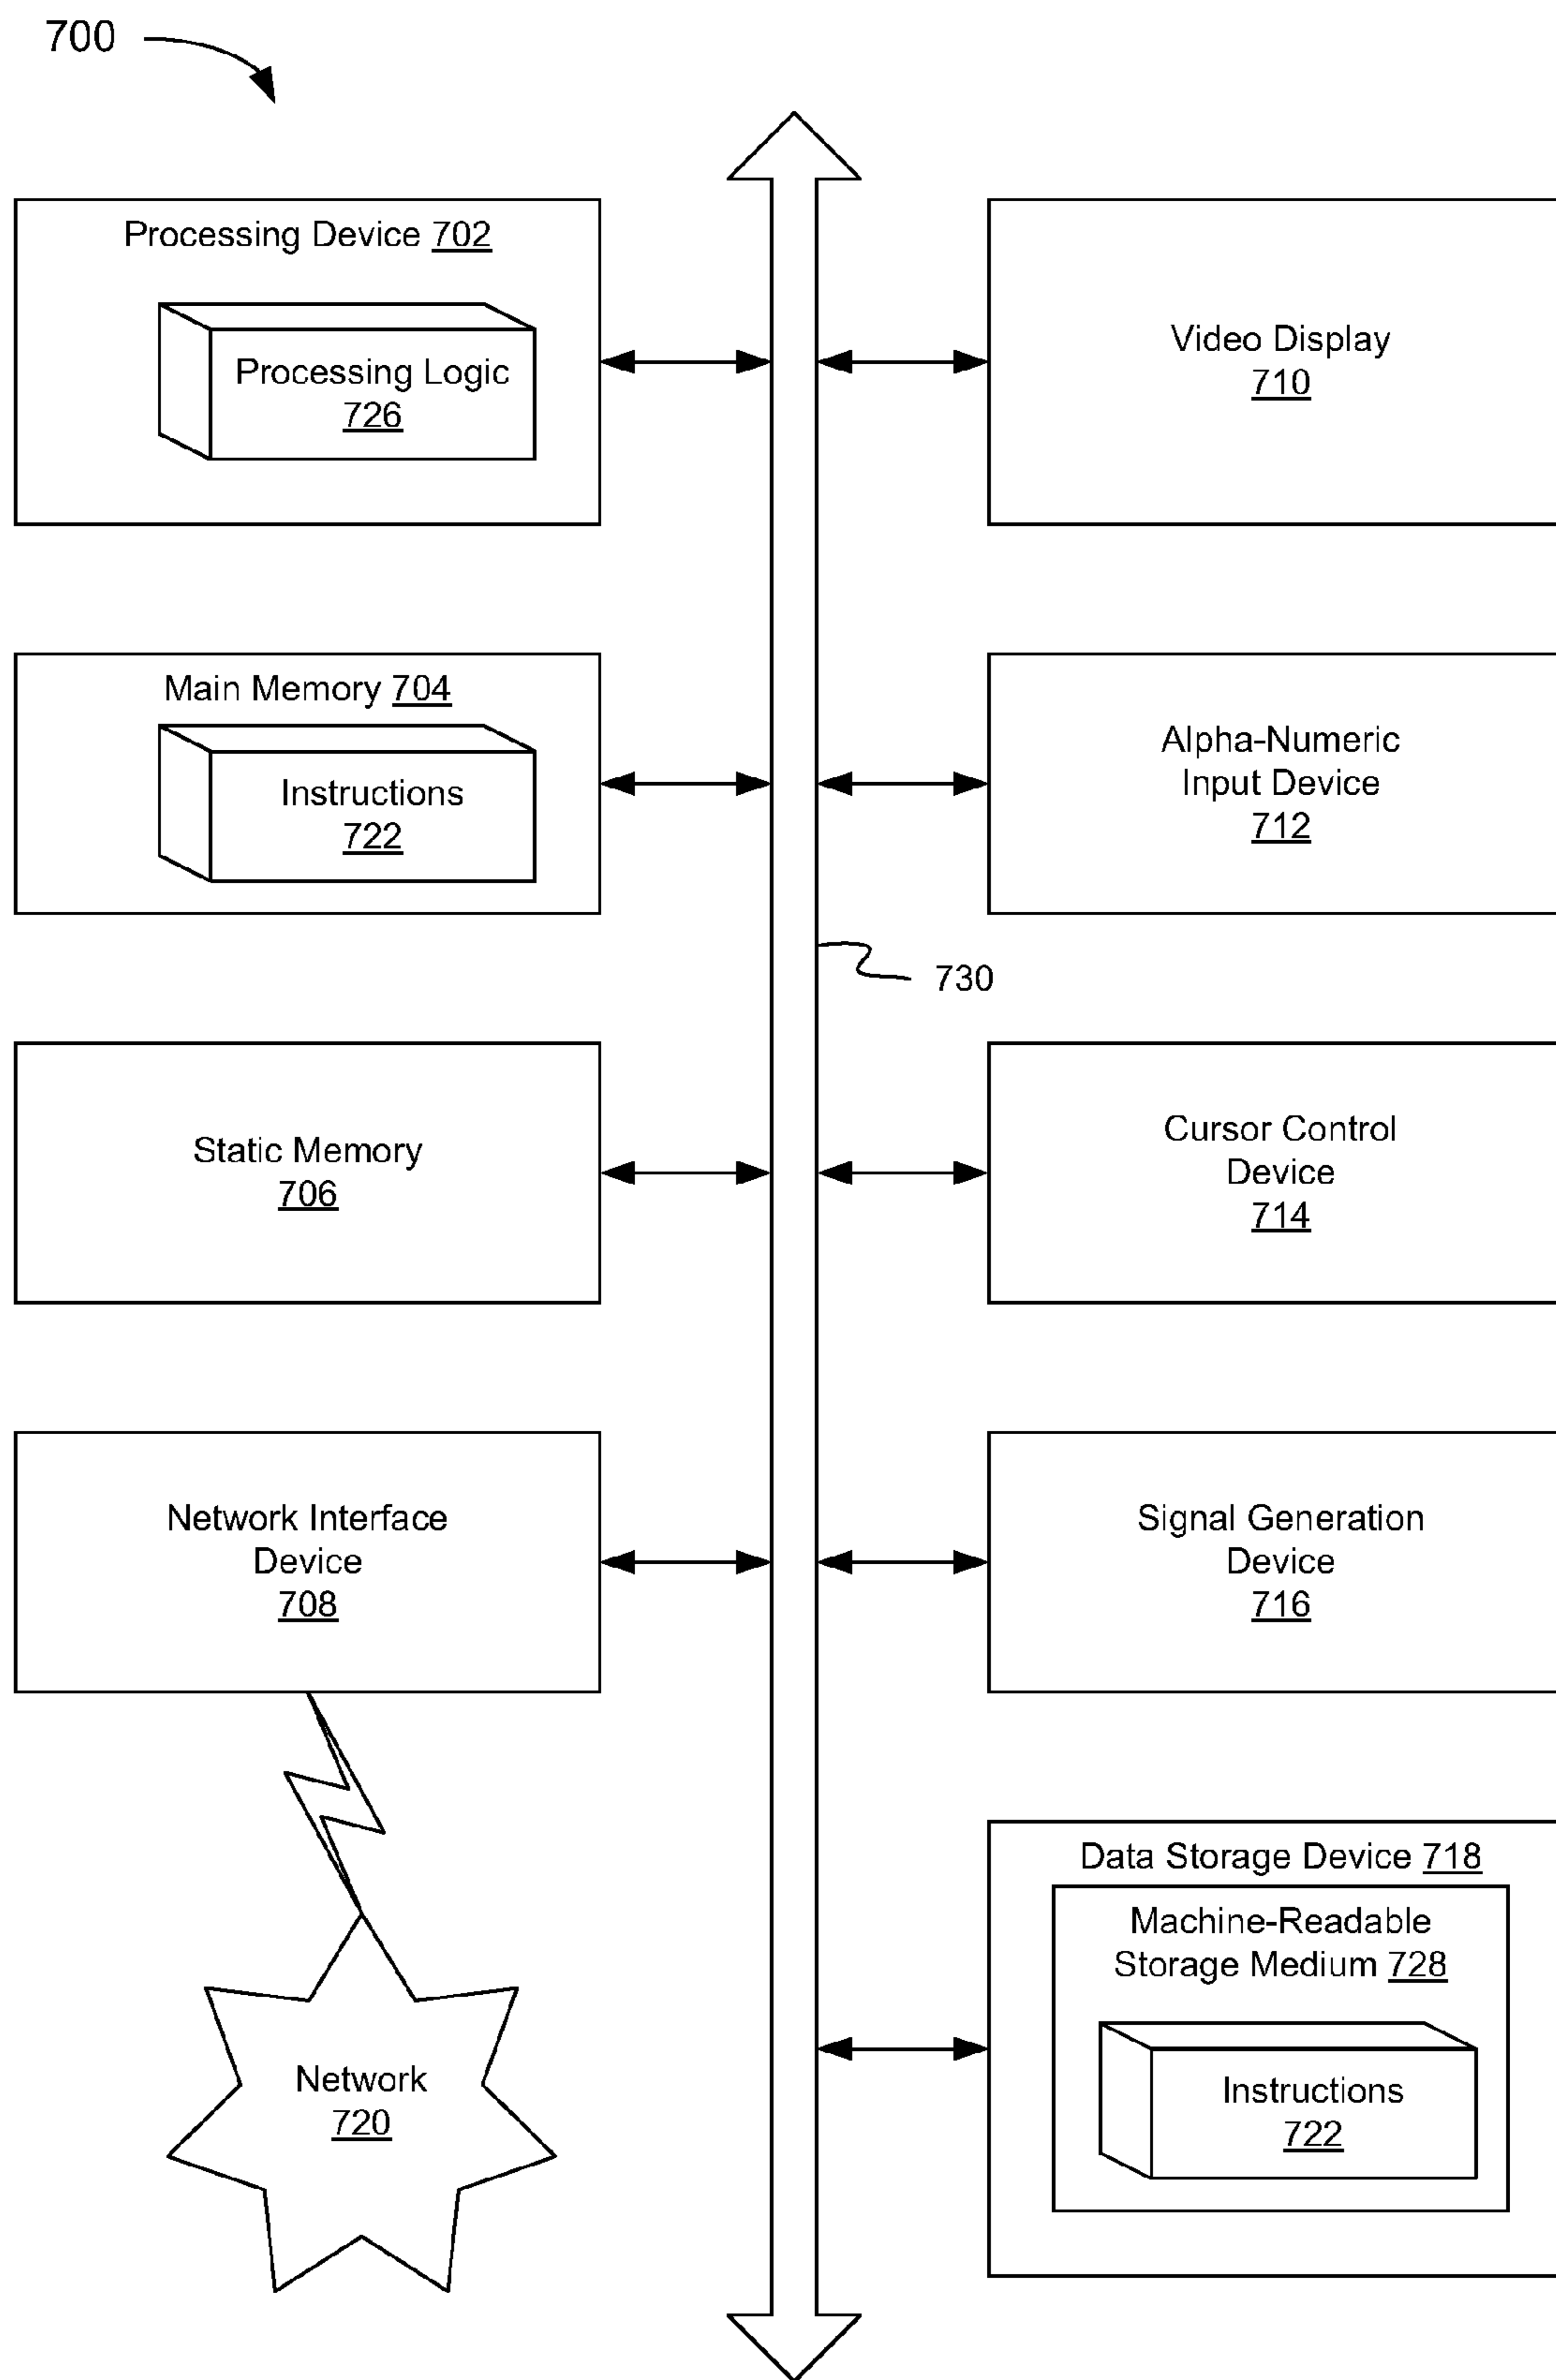 700
Processing Device 702
Processing Logic
726
Main Memory 704
Instructions
722
Static Memory
706
Network Interface
Device
708
Network
720
Video Display
710
Alpha-Numeric
Input Device
712
730
Cursor Control
Device
714
Signal Generation
Device
716
Data Storage Device 718
Machine-Readable
Storage Medium 728
Instructions
722